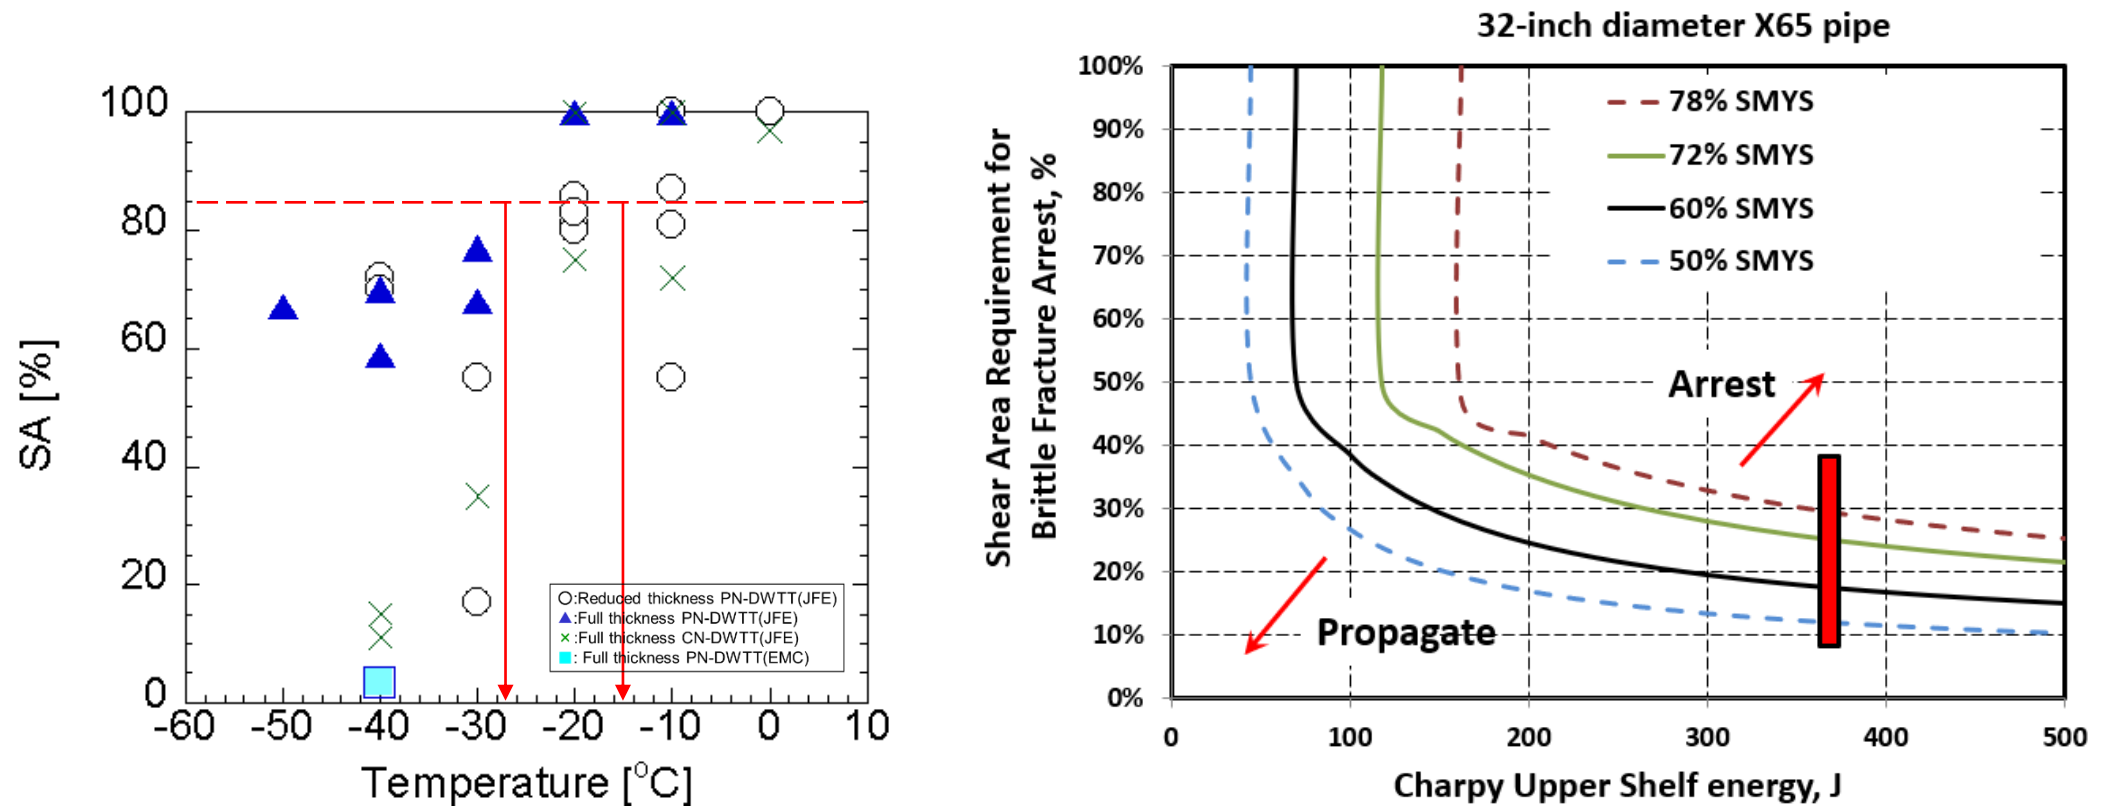 100
80
60
40
20
0
SA [%]
-60 -50 -40 -30 -20 -10 0 10
Temperature [°C]
○:Reduced thickness PN-DWTT(JFE)
▲:Full thickness PN-DWTT(JFE)
×:Full thickness CN-DWTT(JFE)
■: Full thickness PN-DWTT(EMC)
32-inch diameter X65 pipe
Shear Area Requirement for
Brittle Fracture Arrest, %
100%
90%
80%
70%
60%
50%
40%
30%
20%
10%
0%
78% SMYS
72% SMYS
60% SMYS
50% SMYS
Arrest
Propagate
0 100 200 300 400 500
Charpy Upper Shelf energy, J